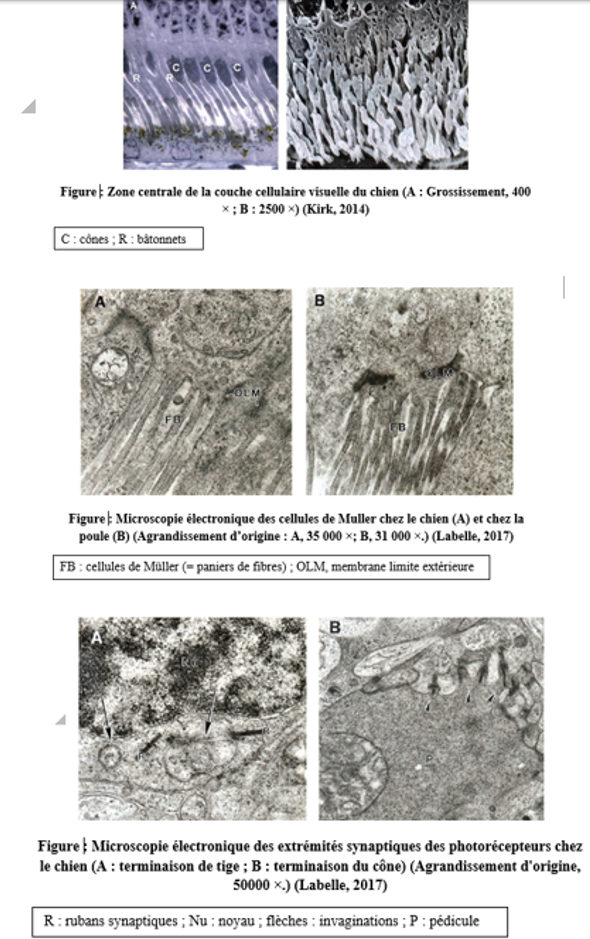 A
C
C
C
R
R
Figure : Zone centrale de la couche cellulaire visuelle du chien (A : Grossissement, 400
× ; B : 2500 ×) (Kirk, 2014)
C : cônes ; R : bâtonnets
A
B
OLM
FB
OLM
FB
Figure : Microscopie électronique des cellules de Muller chez le chien (A) et chez la
poule (B) (Agrandissement d'origine : A, 35 000 ×; B, 31 000 ×.) (Labelle, 2017)
FB : cellules de Müller (= paniers de fibres) ; OLM, membrane limite extérieure
A
B
R
P
Figure : Microscopie électronique des extrémités synaptiques des photorécepteurs chez
le chien (A : terminaison de tige ; B : terminaison du cône) (Agrandissement d'origine,
50000 ×.) (Labelle, 2017)
R : rubans synaptiques ; Nu : noyau ; flèches : invaginations ; P : pédicule